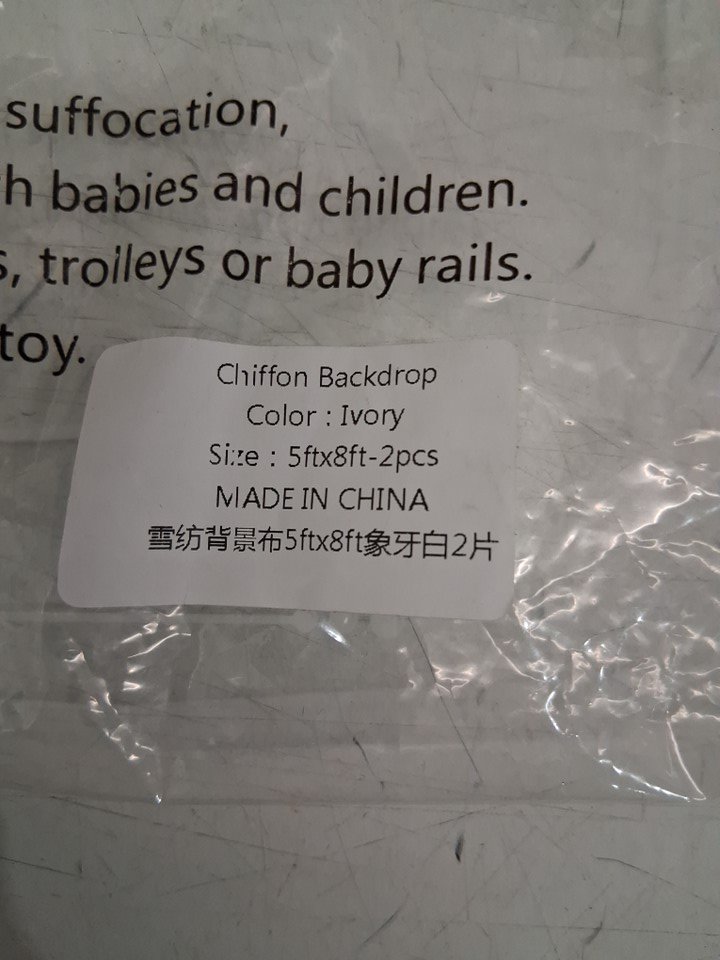 suffocation,
h babies and children.
s, trolleys or baby rails.
toy.
Chiffon Backdrop
Color : Ivory
Size : 5ftx8ft-2pcs
MADE IN CHINA
雪纺背景布5ftx8ft象牙白2片